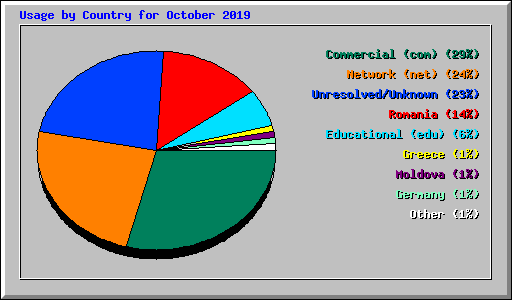 Usage by Country for October 2019
Commercial (com) (29%)
Network (net) (24%)
Unresolved/Unknown (23%)
Romania (14%)
Educational (edu) (6%)
Greece (1%)
Moldova (1%)
Germany (1%)
Other (1%)